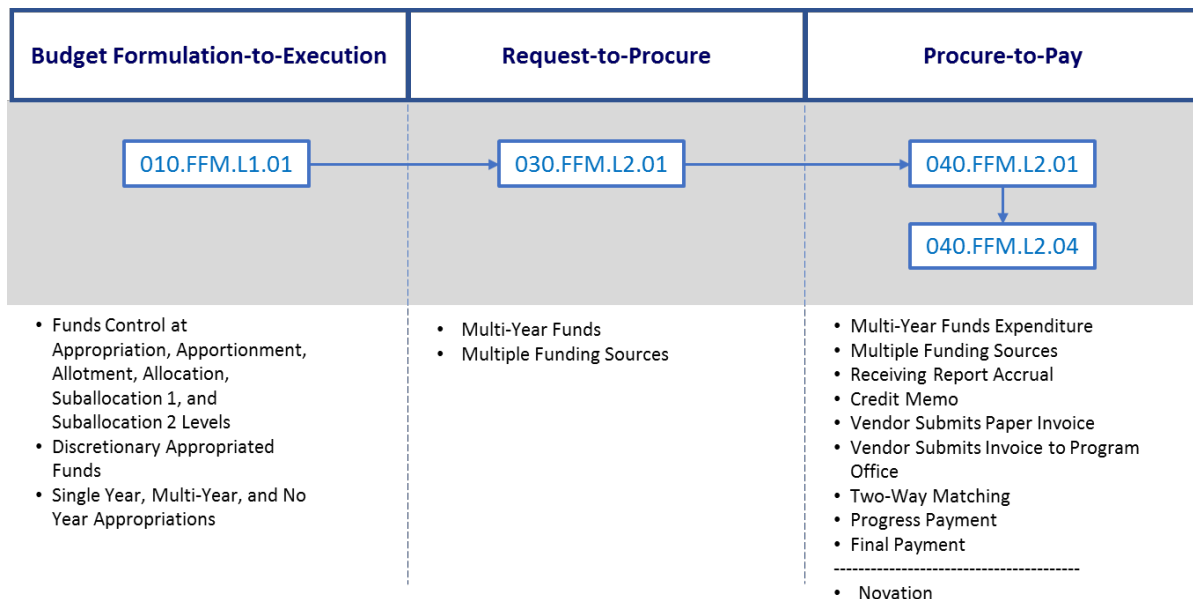 Budget Formulation-to-Execution
Request-to-Procure
Procure-to-Pay
010.FFM.L1.01
030.FFM.L2.01
040.FFM.L2.01
040.FFM.L2.04
• Funds Control at
Appropriation, Apportionment,
Allotment, Allocation,
Suballocation 1, and
Suballocation 2 Levels
• Discretionary Appropriated
Funds
• Single Year, Multi-Year, and No
Year Appropriations
• Multi-Year Funds
• Multiple Funding Sources
• Multi-Year Funds Expenditure
• Multiple Funding Sources
• Receiving Report Accrual
• Credit Memo
• Vendor Submits Paper Invoice
• Vendor Submits Invoice to Program
Office
• Two-Way Matching
• Progress Payment
• Final Payment
----------------------------------------
• Novation